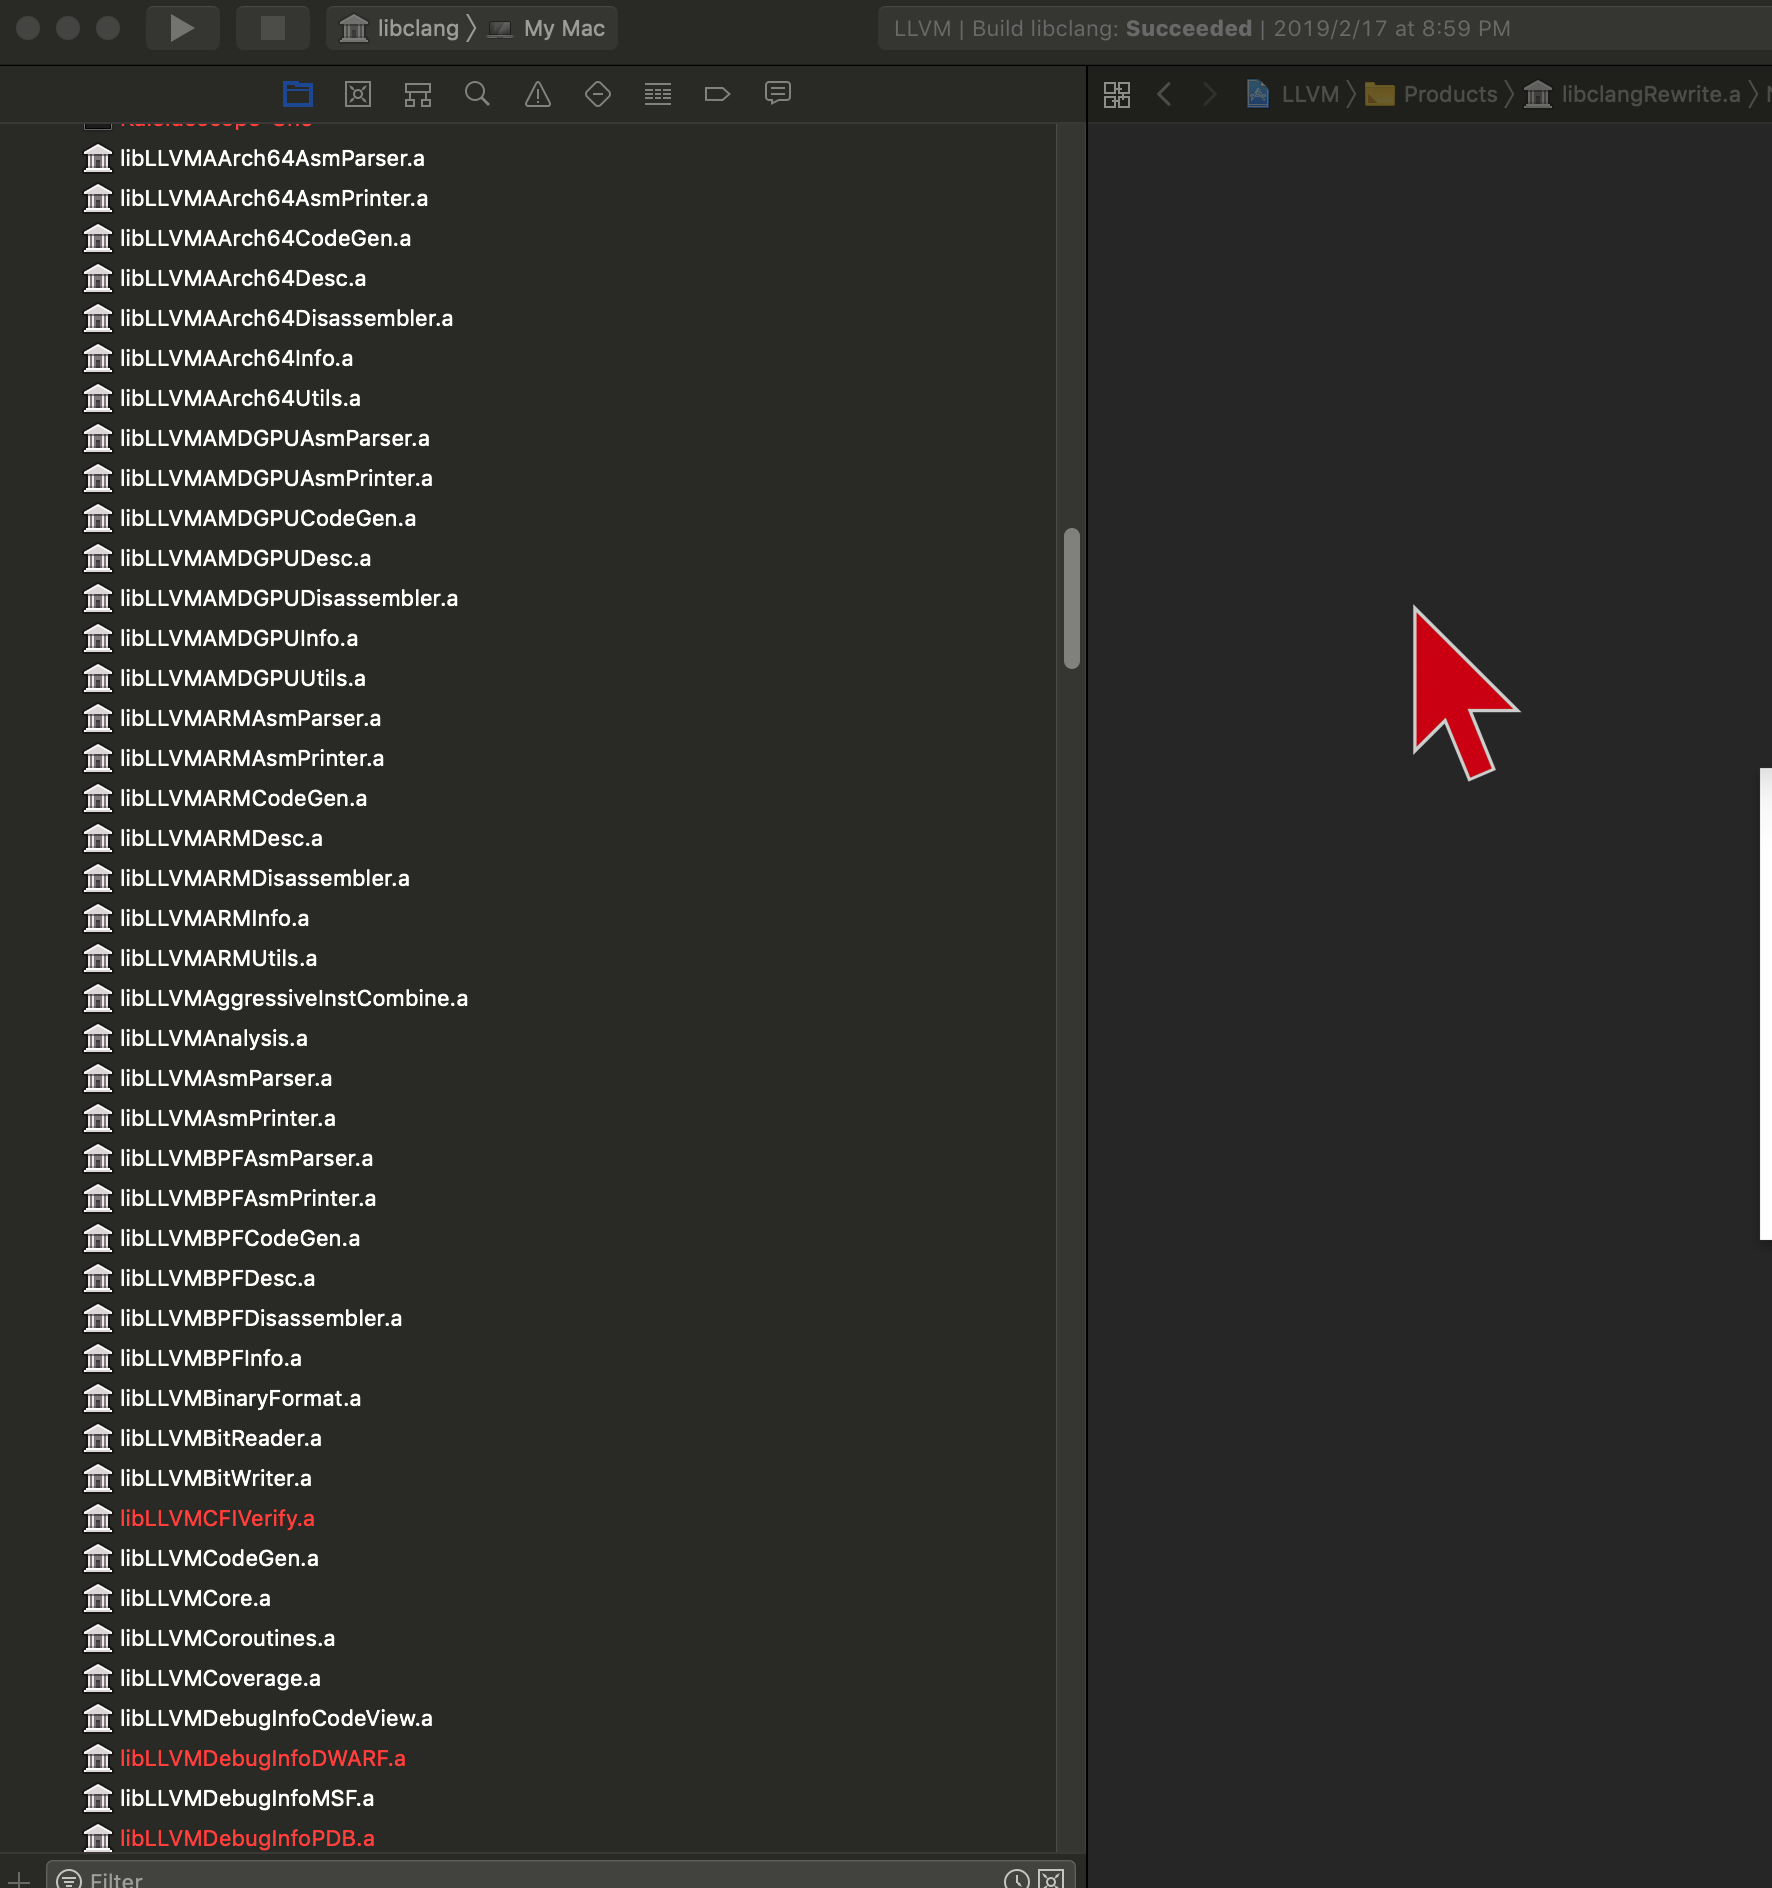 libclang 〉 My Mac
LLVM | Build libclang: Succeeded | 2019/2/17 at 8:59 PM
LLVM 〉 Products 〉 libclangRewrite.a 〉
libLLVMAArch64AsmParser.a
libLLVMAArch64AsmPrinter.a
libLLVMAArch64CodeGen.a
libLLVMAArch64Desc.a
libLLVMAArch64Disassembler.a
libLLVMAArch64Info.a
libLLVMAArch64Utils.a
libLLVMAMDGPUAsmParser.a
libLLVMAMDGPUAsmPrinter.a
libLLVMAMDGPUCodeGen.a
libLLVMAMDGPUDesc.a
libLLVMAMDGPUDisassembler.a
libLLVMAMDGPUInfo.a
libLLVMAMDGPUUtils.a
libLLVMARMAsmParser.a
libLLVMARMAsmPrinter.a
libLLVMARMCodeGen.a
libLLVMARMDesc.a
libLLVMARMDisassembler.a
libLLVMARMInfo.a
libLLVMARMUtils.a
libLLVMAggressiveInstCombine.a
libLLVMAnalysis.a
libLLVMAsmParser.a
libLLVMAsmPrinter.a
libLLVMBPFAsmParser.a
libLLVMBPFAsmPrinter.a
libLLVMBPFCodeGen.a
libLLVMBPFDesc.a
libLLVMBPFDisassembler.a
libLLVMBPFInfo.a
libLLVMBinaryFormat.a
libLLVMBitReader.a
libLLVMBitWriter.a
libLLVMCFIVerify.a
libLLVMCodeGen.a
libLLVMCore.a
libLLVMCoroutines.a
libLLVMCoverage.a
libLLVMDebugInfoCodeView.a
libLLVMDebugInfoDWARF.a
libLLVMDebugInfoMSF.a
libLLVMDebugInfoPDB.a
Filter